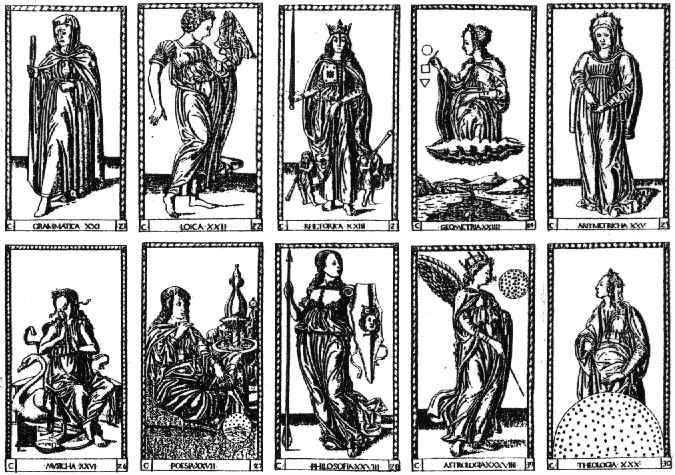 C GRAMMATICA XXI 21
C LOICA·XXII 22
C RHETORICA·XXIII 23
C GEOMETRIA XXIIII 24
C ARITMETRICHA XXV 25
C MVSICHA XXVI 26
C POESIA XXVII 27
C PHILOSOFIA XXVIII 28
C ASTROLOGIA XXXVIIII 29
C THEOLOGIA XXX 30